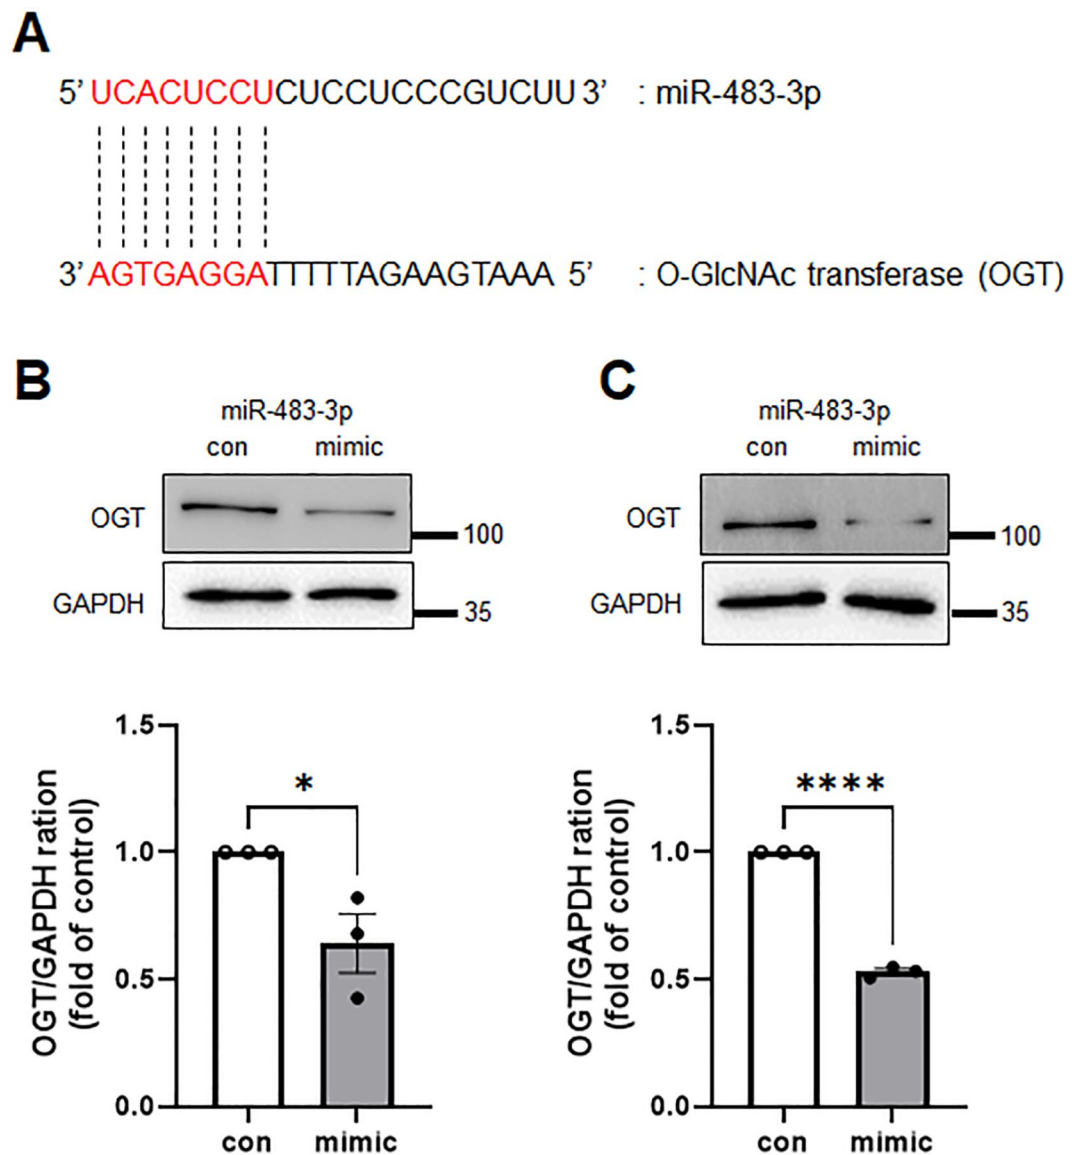 A
5' UCACUCCUCUCCUCCCGUCUU 3' : miR-483-3p
3' AGTGAGGATTTTTAGAAGTAAA 5' : O-GlcNAc transferase (OGT)
B
miR-483-3p
con mimic
OGT
100
GAPDH
35
1.5
1.0
0.5
0.0
OGT/GAPDH ration
(fold of control)
*
con mimic
C
miR-483-3p
con mimic
OGT
100
GAPDH
35
1.5
1.0
0.5
0.0
OGT/GAPDH ration
(fold of control)
****
con mimic